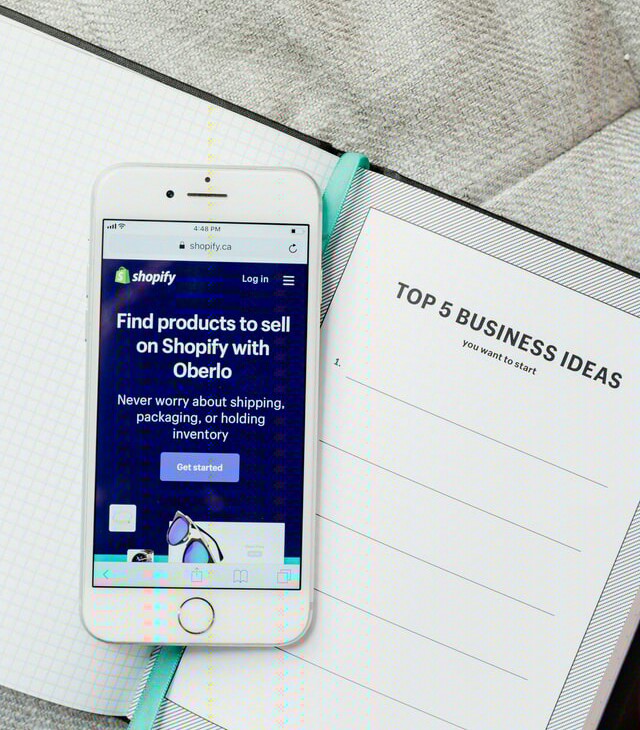 4:48 PM
shopify.ca
shopify
Log in
Find products to sell
on Shopify with
Oberlo
Never worry about shipping,
packaging, or holding
inventory
Get started
TOP 5 BUSINESS IDEAS
you want to start
1.